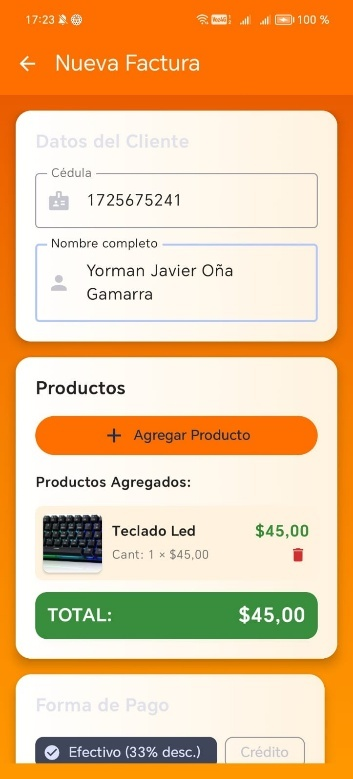 17:23
100 %
Nueva Factura
Datos del Cliente
Cédula
1725675241
Nombre completo
Yorman Javier Oña
Gamarra
Productos
Agregar Producto
Productos Agregados:
Teclado Led
$45,00
Cant: 1 × $45,00
TOTAL:
$45,00
Forma de Pago
Efectivo (33% desc.)
Crédito